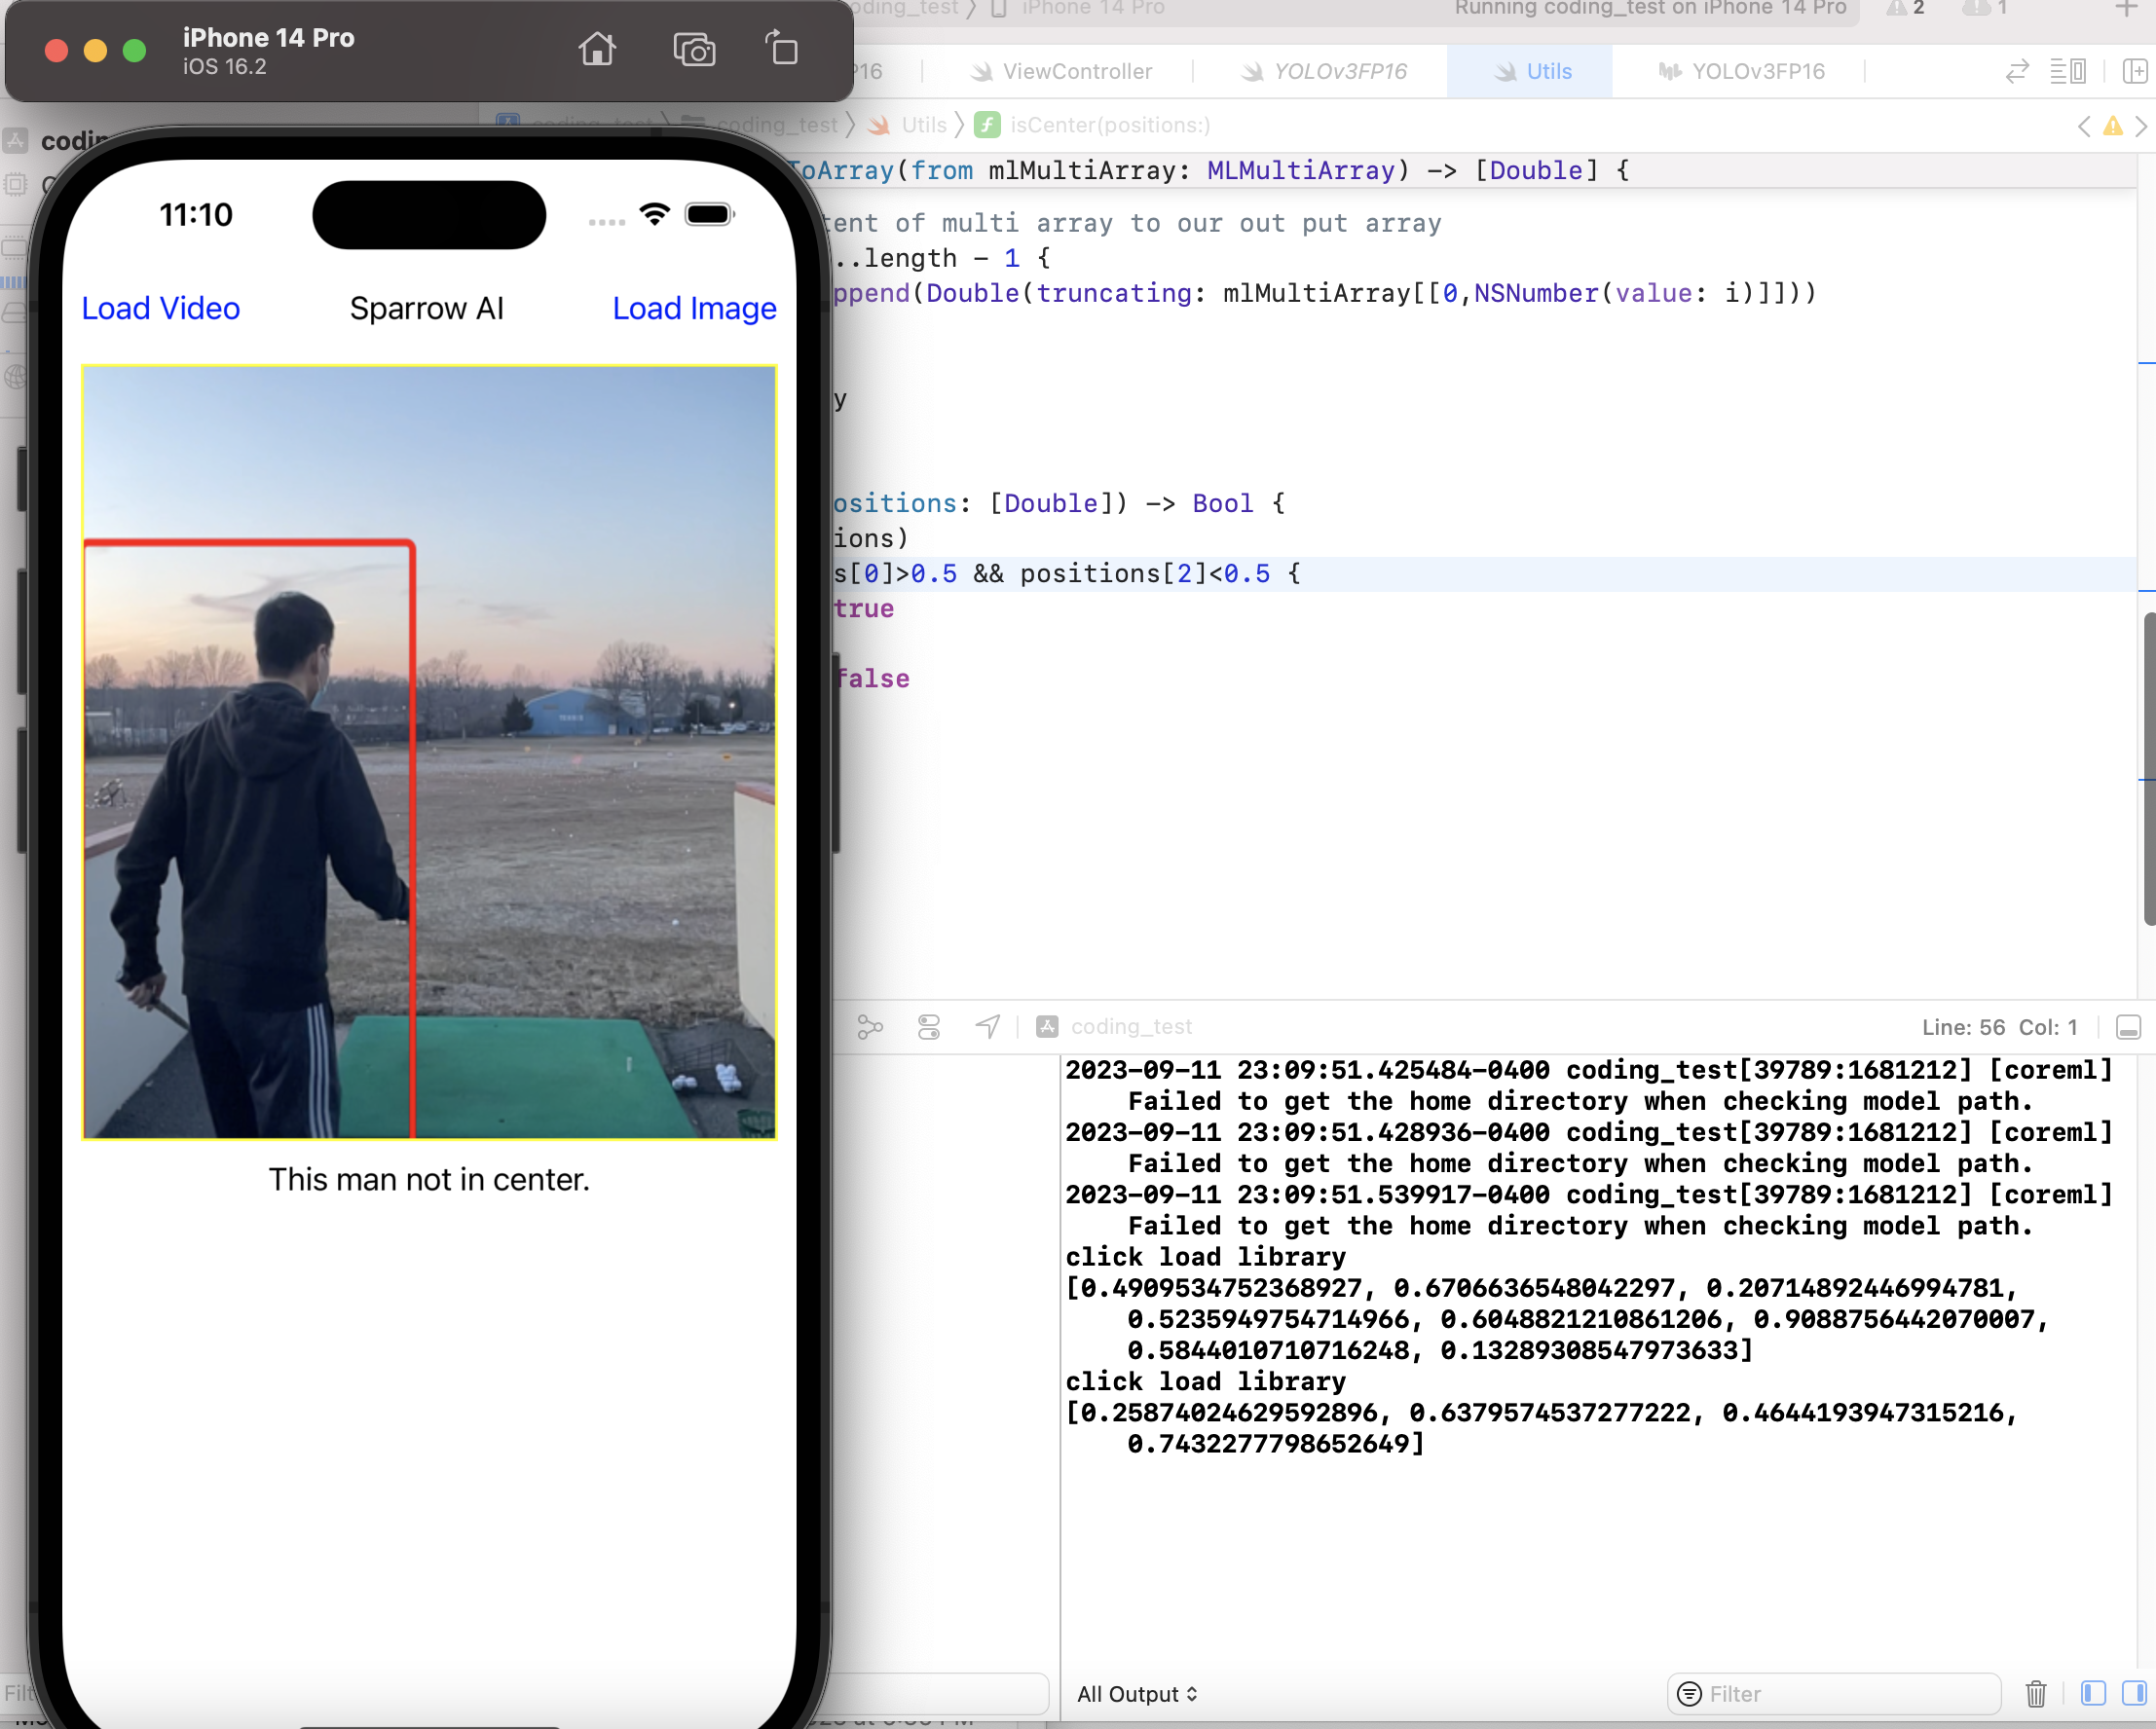 iPhone 14 Pro
iOS 16.2
coding_test
iPhone 14 Pro
Running coding_test on iPhone 14 Pro
2
1
ViewController
YOLOv3FP16
Utils
YOLOv3FP16
coding_test
Utils
isCenter(positions:)
oArray(from mlMultiArray: MLMultiArray) -> [Double] {
tent of multi array to our out put array
..length - 1 {
ppend(Double(truncating: mlMultiArray[[0,NSNumber(value: i)]]))
y
ositions: [Double]) -> Bool {
ions)
s[0]>0.5 && positions[2]<0.5 {
true
false
11:10
Load Video
Sparrow AI
Load Image
This man not in center.
coding_test
Line: 56 Col: 1
2023-09-11 23:09:51.425484-0400 coding_test[39789:1681212] [coreml]
Failed to get the home directory when checking model path.
2023-09-11 23:09:51.428936-0400 coding_test[39789:1681212] [coreml]
Failed to get the home directory when checking model path.
2023-09-11 23:09:51.539917-0400 coding_test[39789:1681212] [coreml]
Failed to get the home directory when checking model path.
click load library
[0.4909534752368927, 0.6706636548042297, 0.20714892446994781,
0.5235949754714966, 0.6048821210861206, 0.9088756442070007,
0.5844010710716248, 0.13289308547973633]
click load library
[0.25874024629592896, 0.6379574537277222, 0.4644193947315216,
0.7432277798652649]
All Output
Filter